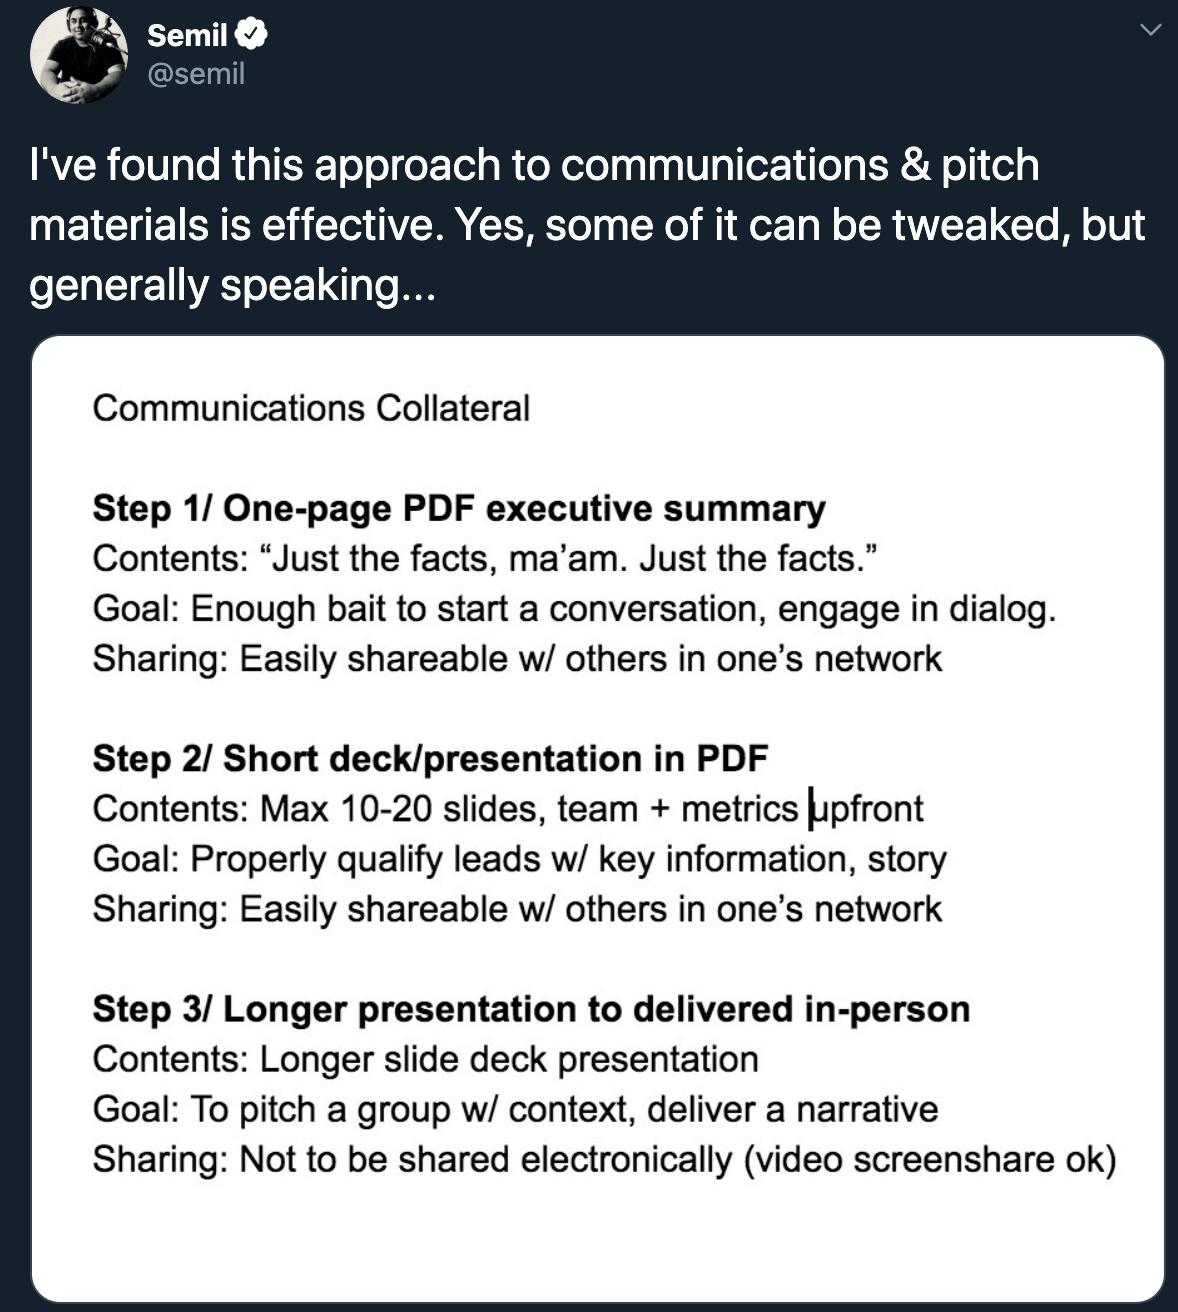 Semil
@semil
I've found this approach to communications & pitch
materials is effective. Yes, some of it can be tweaked, but
generally speaking...
Communications Collateral
Step 1/ One-page PDF executive summary
Contents: “Just the facts, ma’am. Just the facts.”
Goal: Enough bait to start a conversation, engage in dialog.
Sharing: Easily shareable w/ others in one’s network
Step 2/ Short deck/presentation in PDF
Contents: Max 10-20 slides, team + metrics upfront
Goal: Properly qualify leads w/ key information, story
Sharing: Easily shareable w/ others in one’s network
Step 3/ Longer presentation to delivered in-person
Contents: Longer slide deck presentation
Goal: To pitch a group w/ context, deliver a narrative
Sharing: Not to be shared electronically (video screenshare ok)